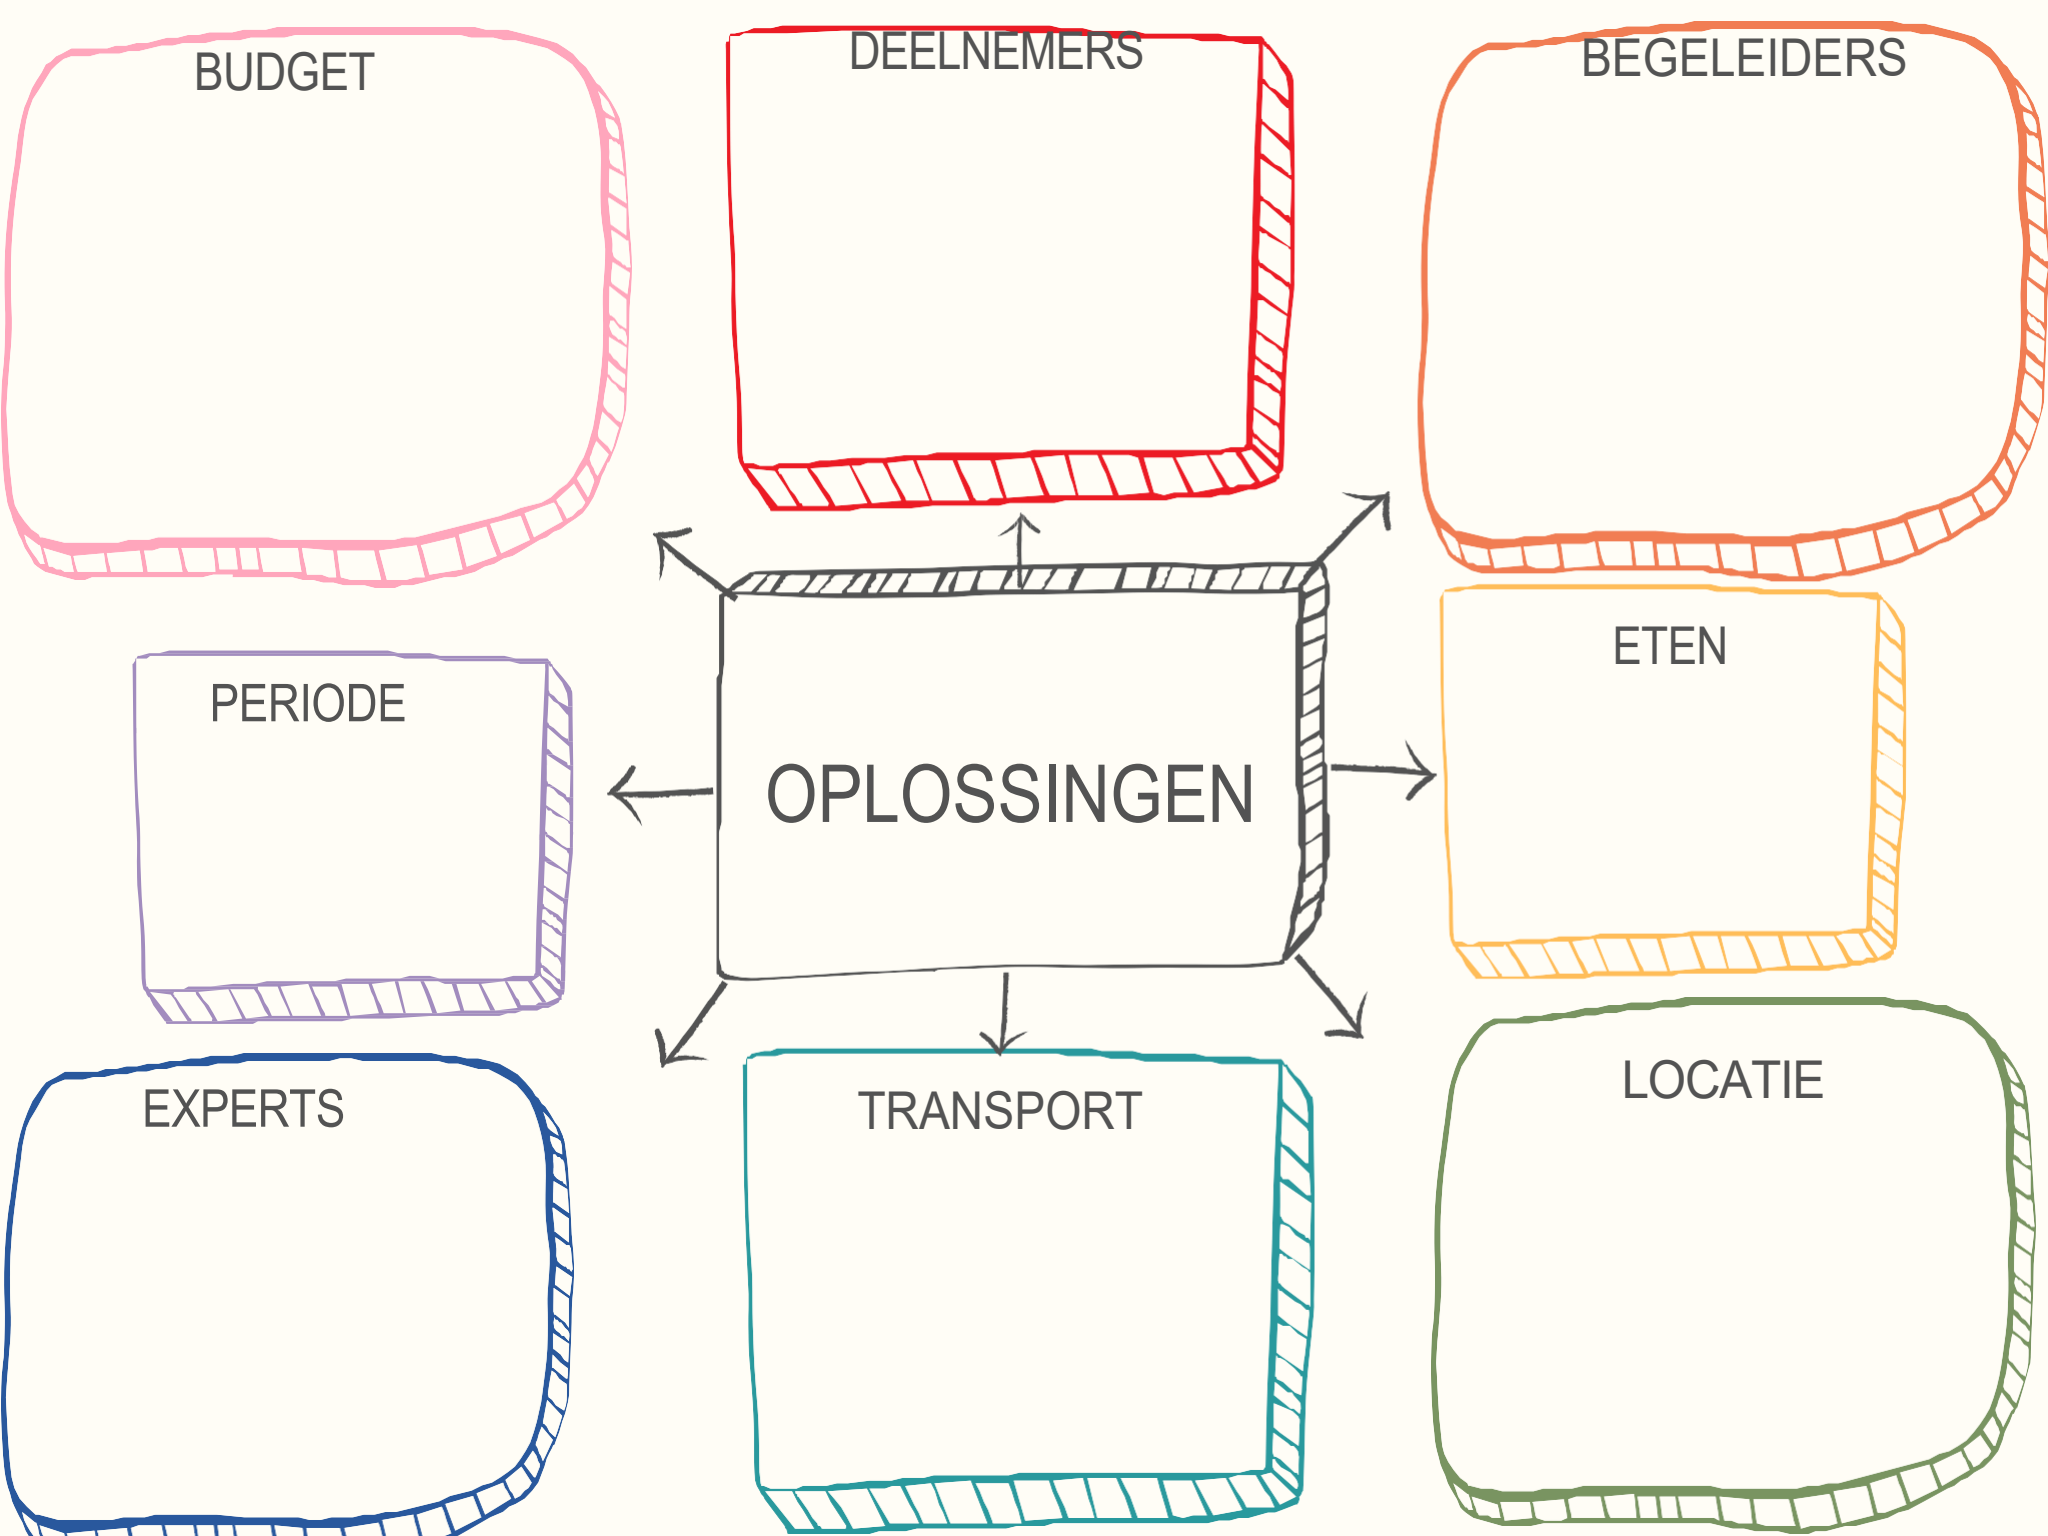 BUDGET
DEELNEMERS
BEGELEIDERS
PERIODE
OPLOSSINGEN
ETEN
EXPERTS
TRANSPORT
LOCATIE